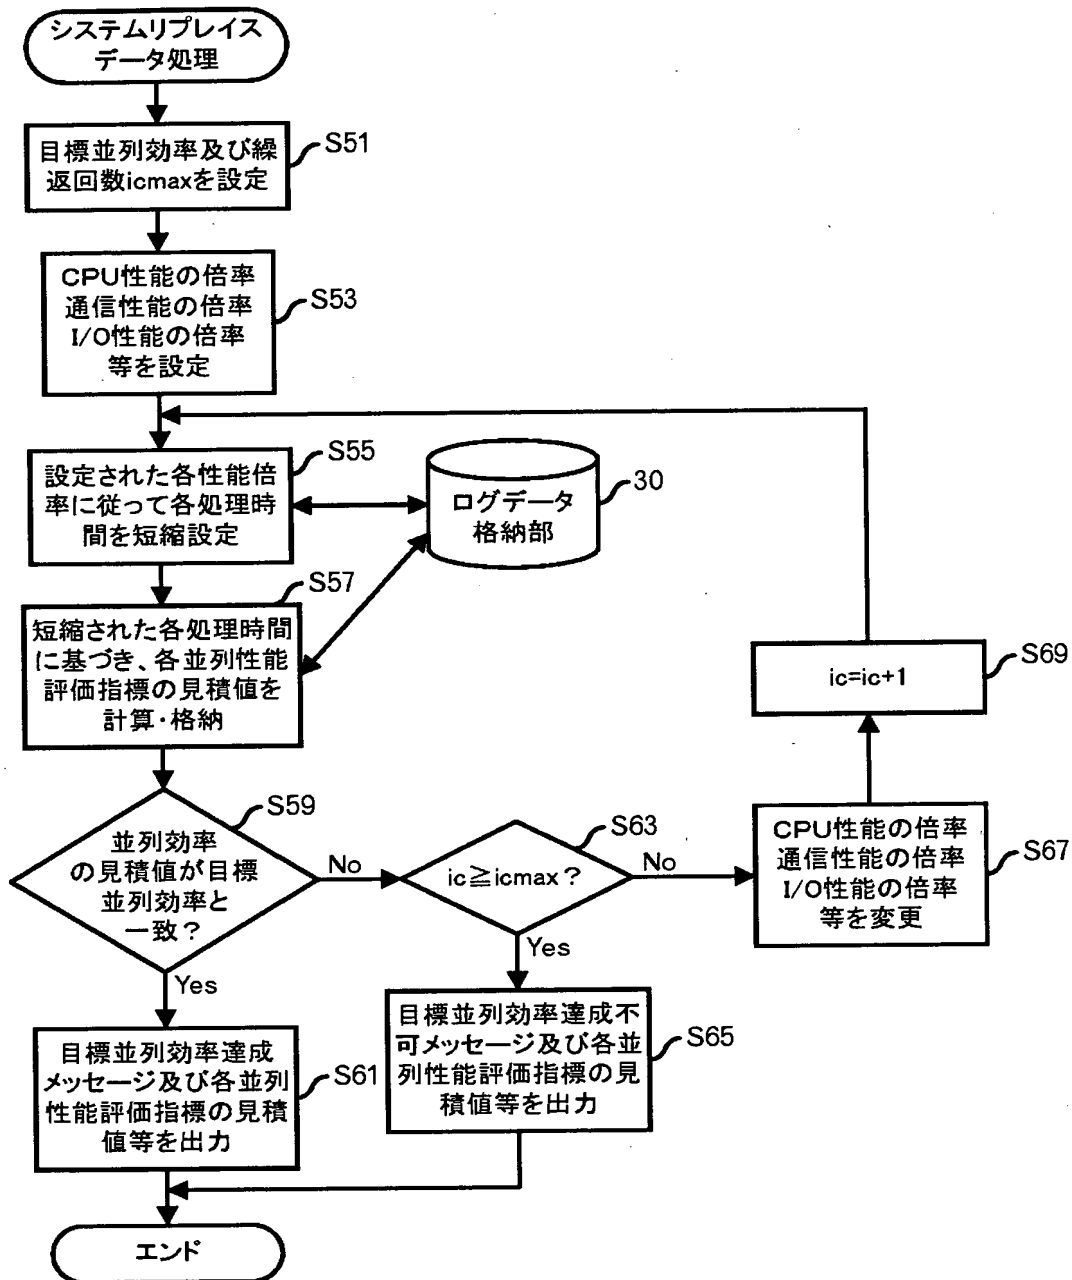 システムリプレイス
データ処理
目標並列効率及び繰
返回数icmaxを設定
S51
CPU性能の倍率
通信性能の倍率
I/O性能の倍率
等を設定
S53
設定された各性能倍
率に従って各処理時
間を短縮設定
S55
ログデータ
格納部
30
短縮された各処理時間
に基づき、各並列性能
評価指標の見積値を
計算・格納
S57
並列効率
の見積値が目標
並列効率と
一致?
S59
No
Yes
ic≧icmax?
S63
No
Yes
CPU性能の倍率
通信性能の倍率
I/O性能の倍率
等を変更
S67
ic=ic+1
S69
目標並列効率達成
メッセージ及び各並列
性能評価指標の見積
値等を出力
S61
目標並列効率達成不
可メッセージ及び各並
列性能評価指標の見
積値等を出力
S65
エンド